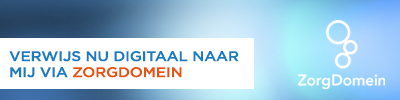 VERWIJS NU DIGITAAL NAAR
MIJ VIA ZORGDOMEIN
ZorgDomein